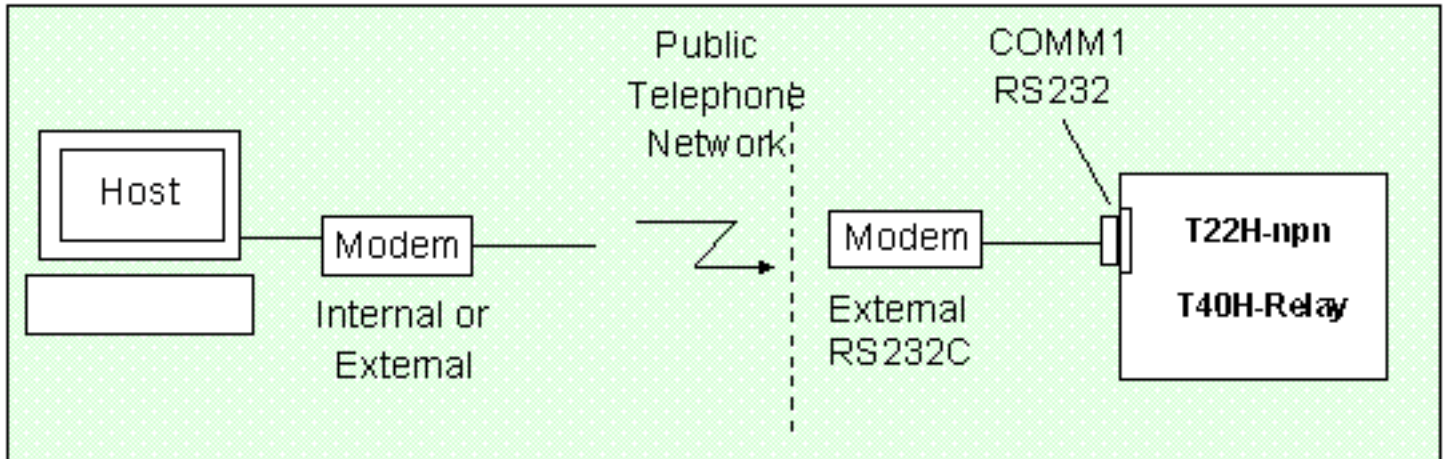 Host
Modem
Internal or
External
Public
Telephone
Network
Modem
External
RS232C
COMM1
RS232
T22H-npn
T40H-Relay